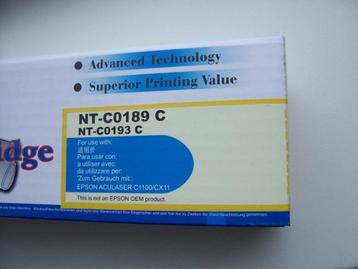 Advanced Technology
Superior Printing Value
NT-C0189 C
NT-C0193 C
For use with:
適用於
Para usar con:
a utiliser avec:
da utilizzare per:
'Zum Gebrauch mit :
EPSON ACULASER C1100/CX11
This is not an EPSON OEM product.
idge